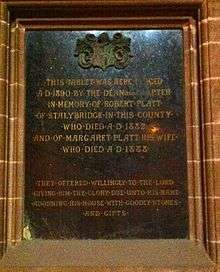 THIS TABLET WAS HERE PLACED
A·D·1890·BY·THE·DEAN AND CHAPTER
IN·MEMORY·OF·ROBERT·PLATT
OF·STALYBRIDGE·IN·THIS·COUNTY
WHO·DIED·A·D·1882
AND·OF·MARGARET·PLATT·HIS·WIFE
WHO·DIED·A·D·1888
THEY·OFFERED·WILLINGLY·TO·THE·LORD
GIVING·HIM·THE·GLORY·DUE·UNTO·HIS·NAME
ADORNING·HIS·HOUSE·WITH·GOODLY·STONES
AND·GIFTS·